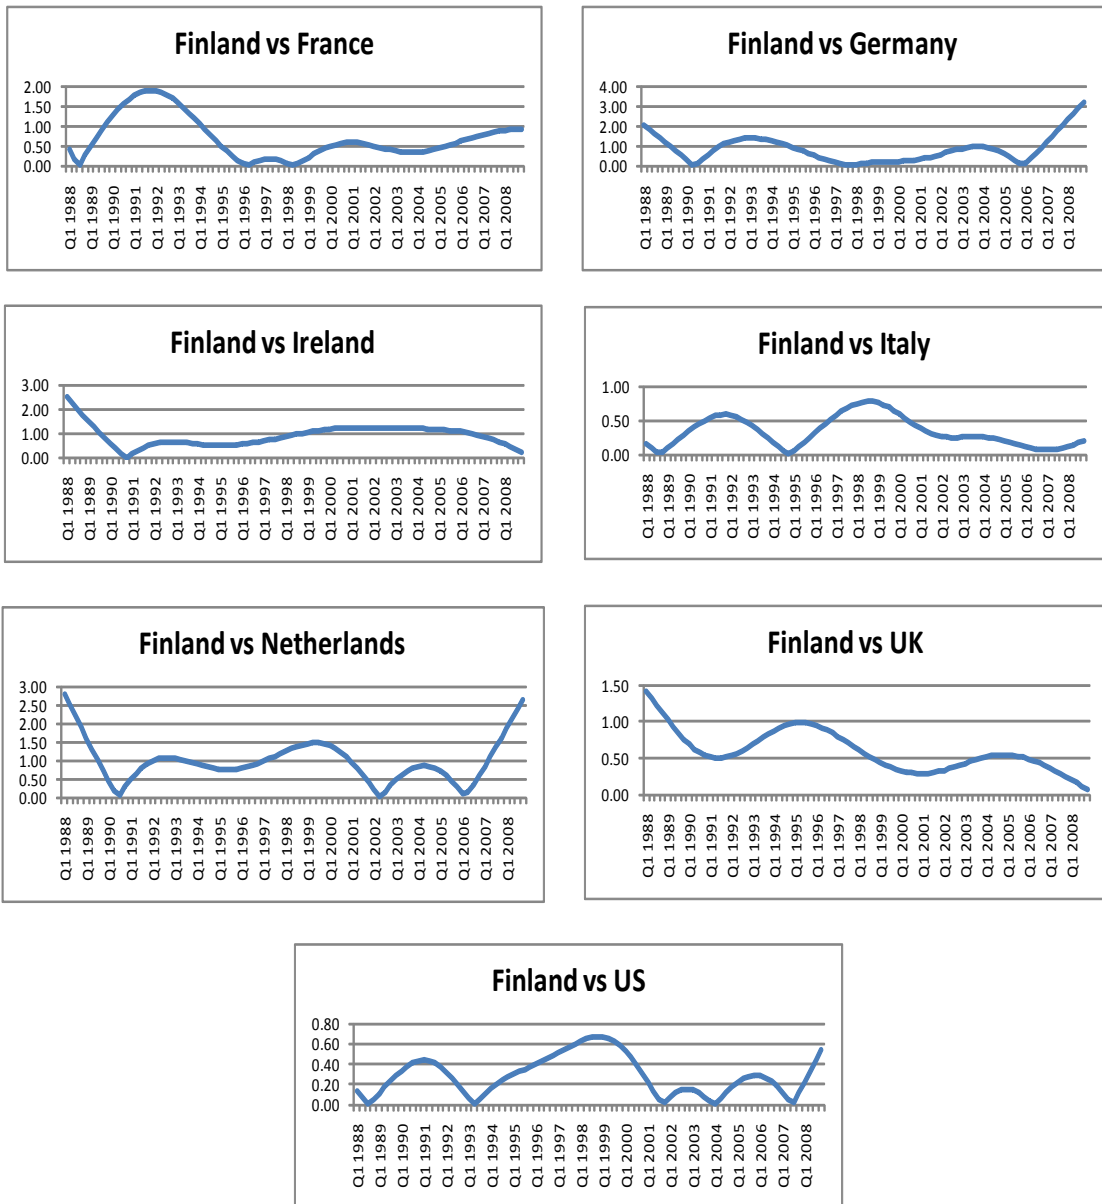 Finland vs France
2.00
1.50
1.00
0.50
0.00
Q1 1988 Q1 1989 Q1 1990 Q1 1991 Q1 1992 Q1 1993 Q1 1994 Q1 1995 Q1 1996 Q1 1997 Q1 1998 Q1 1999 Q1 2000 Q1 2001 Q1 2002 Q1 2003 Q1 2004 Q1 2005 Q1 2006 Q1 2007 Q1 2008
Finland vs Germany
4.00
3.00
2.00
1.00
0.00
Q1 1988 Q1 1989 Q1 1990 Q1 1991 Q1 1992 Q1 1993 Q1 1994 Q1 1995 Q1 1996 Q1 1997 Q1 1998 Q1 1999 Q1 2000 Q1 2001 Q1 2002 Q1 2003 Q1 2004 Q1 2005 Q1 2006 Q1 2007 Q1 2008
Finland vs Ireland
3.00
2.00
1.00
0.00
Q1 1988 Q1 1989 Q1 1990 Q1 1991 Q1 1992 Q1 1993 Q1 1994 Q1 1995 Q1 1996 Q1 1997 Q1 1998 Q1 1999 Q1 2000 Q1 2001 Q1 2002 Q1 2003 Q1 2004 Q1 2005 Q1 2006 Q1 2007 Q1 2008
Finland vs Italy
1.00
0.50
0.00
Q1 1988 Q1 1989 Q1 1990 Q1 1991 Q1 1992 Q1 1993 Q1 1994 Q1 1995 Q1 1996 Q1 1997 Q1 1998 Q1 1999 Q1 2000 Q1 2001 Q1 2002 Q1 2003 Q1 2004 Q1 2005 Q1 2006 Q1 2007 Q1 2008
Finland vs Netherlands
3.00
2.50
2.00
1.50
1.00
0.50
0.00
Q1 1988 Q1 1989 Q1 1990 Q1 1991 Q1 1992 Q1 1993 Q1 1994 Q1 1995 Q1 1996 Q1 1997 Q1 1998 Q1 1999 Q1 2000 Q1 2001 Q1 2002 Q1 2003 Q1 2004 Q1 2005 Q1 2006 Q1 2007 Q1 2008
Finland vs UK
1.50
1.00
0.50
0.00
Q1 1988 Q1 1989 Q1 1990 Q1 1991 Q1 1992 Q1 1993 Q1 1994 Q1 1995 Q1 1996 Q1 1997 Q1 1998 Q1 1999 Q1 2000 Q1 2001 Q1 2002 Q1 2003 Q1 2004 Q1 2005 Q1 2006 Q1 2007 Q1 2008
Finland vs US
0.80
0.60
0.40
0.20
0.00
Q1 1988 Q1 1989 Q1 1990 Q1 1991 Q1 1992 Q1 1993 Q1 1994 Q1 1995 Q1 1996 Q1 1997 Q1 1998 Q1 1999 Q1 2000 Q1 2001 Q1 2002 Q1 2003 Q1 2004 Q1 2005 Q1 2006 Q1 2007 Q1 2008